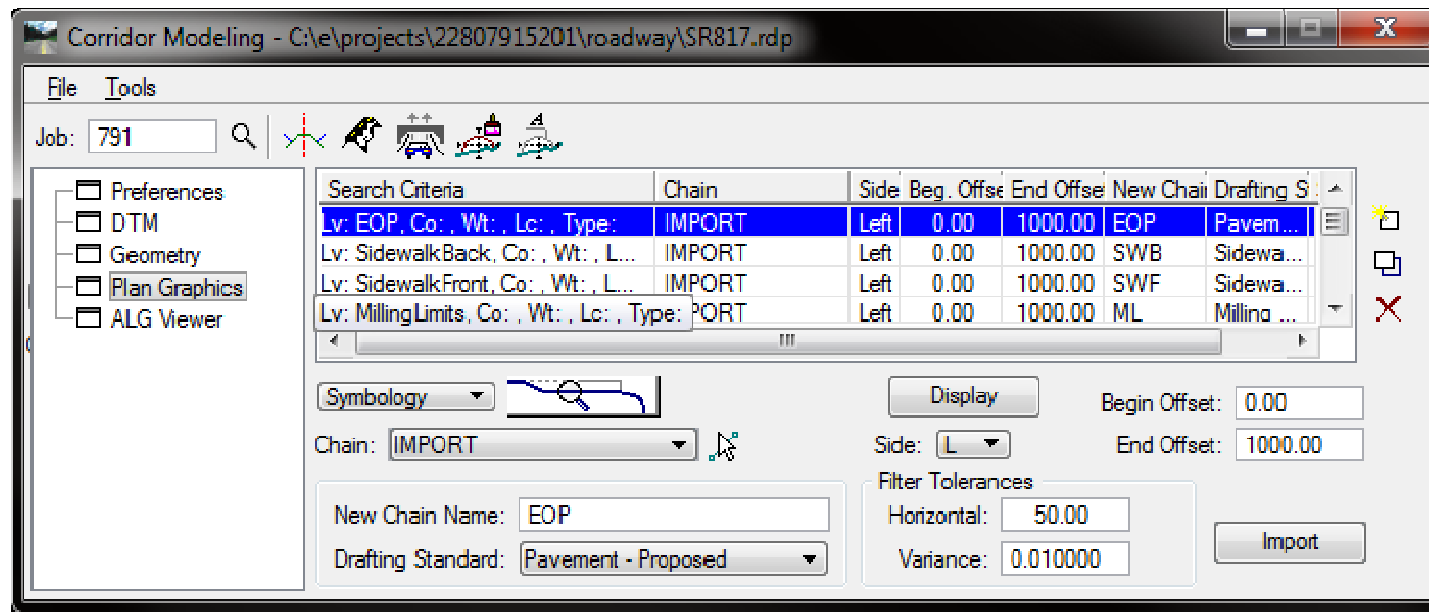 Corridor Modeling - C:\e\projects\22807915201\roadway\SR817.rdp
File Tools
Job: 791
Preferences
DTM
Geometry
Plan Graphics
ALG Viewer
Search Criteria Chain Side Beg. Offse End Offse New Chair Drafting S
Lv: EOP, Co: , Wt: , Lc: , Type: IMPORT Left 0.00 1000.00 EOP Pavem...
Lv: SidewalkBack, Co: , Wt: , L... IMPORT Left 0.00 1000.00 SWB Sidewa...
Lv: SidewalkFront, Co: , Wt: , L... IMPORT Left 0.00 1000.00 SWF Sidewa...
Lv: MillingLimits, Co: , Wt: , Lc: , Type: PORT Left 0.00 1000.00 ML Milling ...
Symbology Display Begin Offset: 0.00
Chain: IMPORT Side: L End Offset: 1000.00
Filter Tolerances
New Chain Name: EOP Horizontal: 50.00
Drafting Standard: Pavement - Proposed Variance: 0.010000 Import